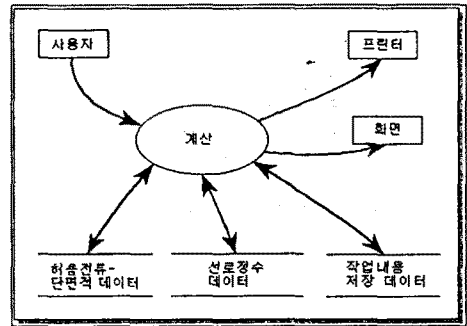 사용자
프린터
계산
화면
허용전류-
단면적 데이터
선로정수
데이터
작업내용
저장 데이터